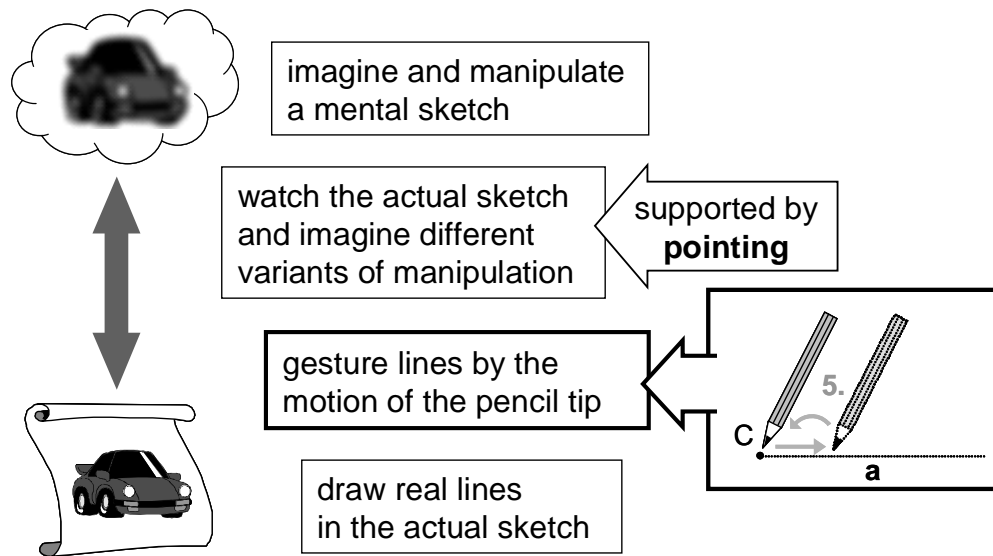 imagine and manipulate
a mental sketch
watch the actual sketch
and imagine different
variants of manipulation
supported by
pointing
gesture lines by the
motion of the pencil tip
5.
C
a
draw real lines
in the actual sketch